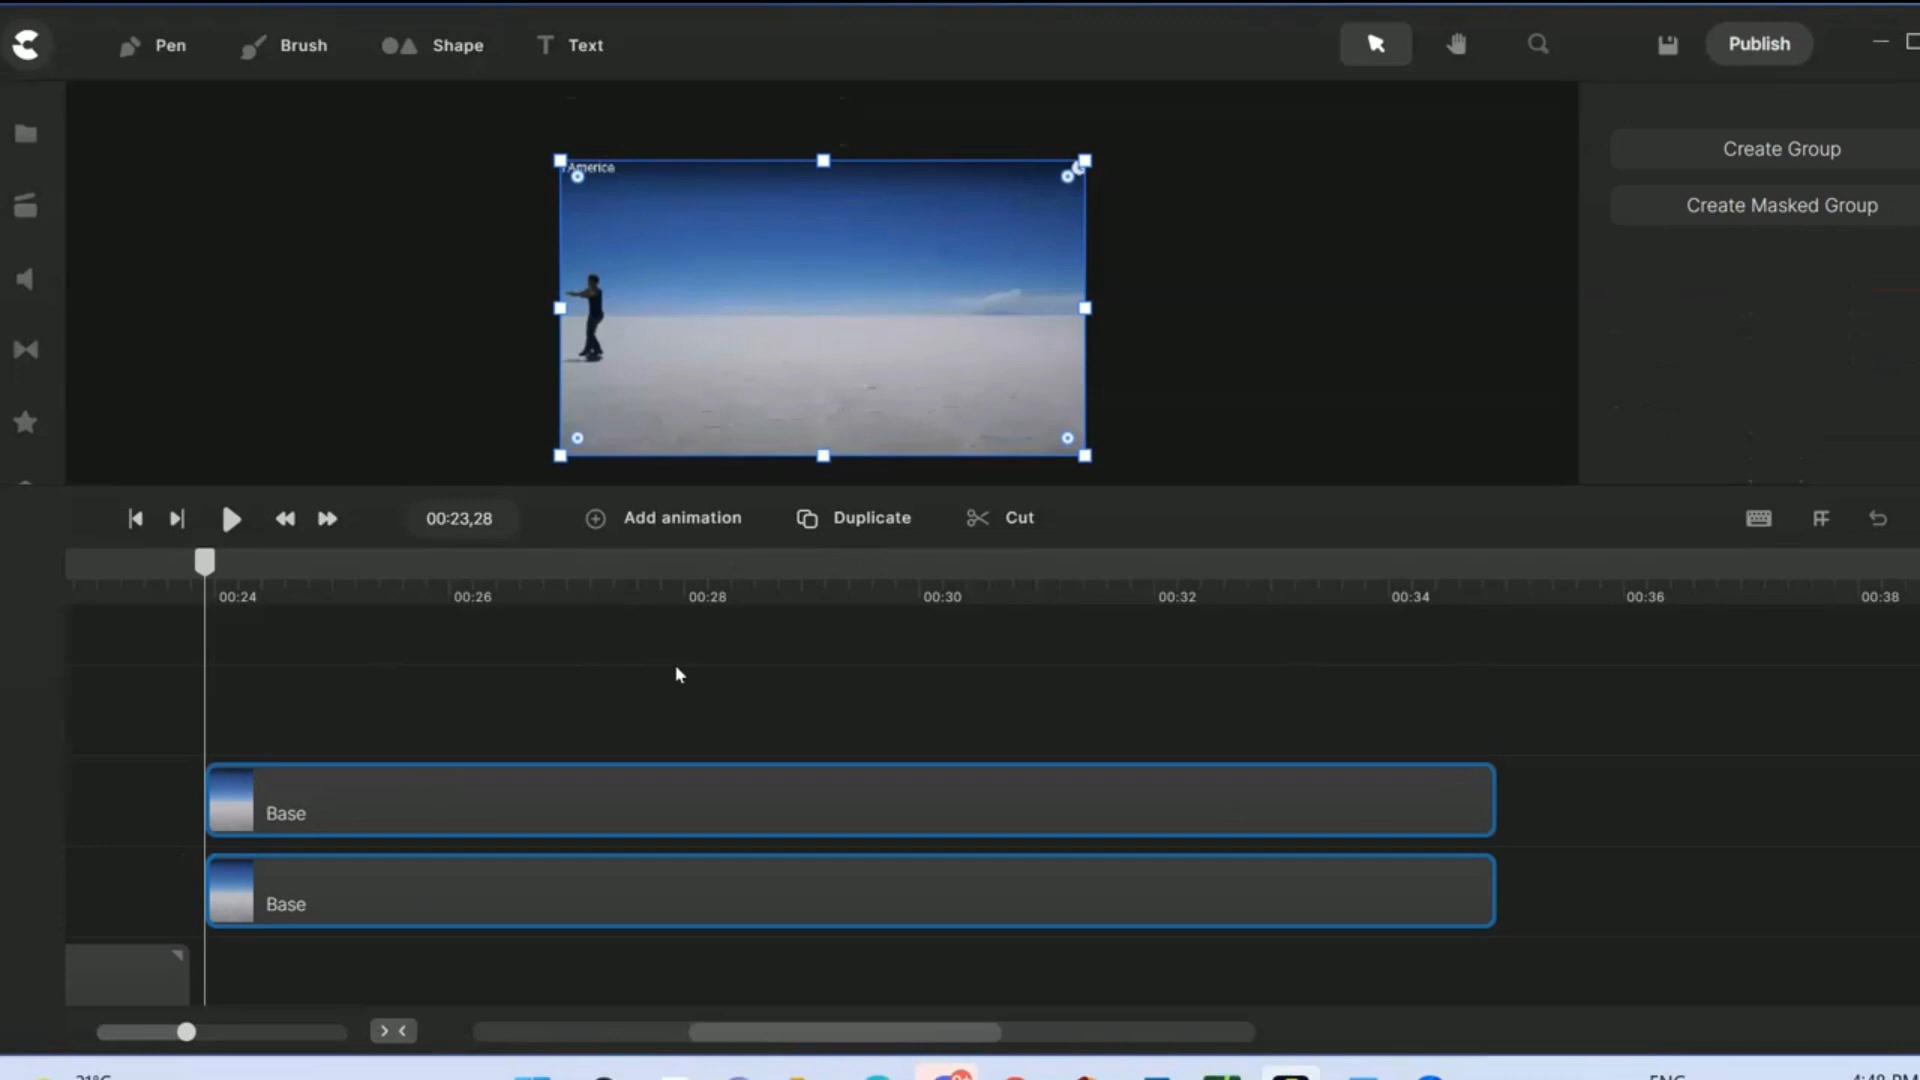 Pen
Brush
Shape
Text
Publish
Create Group
Create Masked Group
America
00:23,28
Add animation
Duplicate
Cut
00:24
00:26
00:28
00:30
00:32
00:34
00:36
00:38
Base
Base